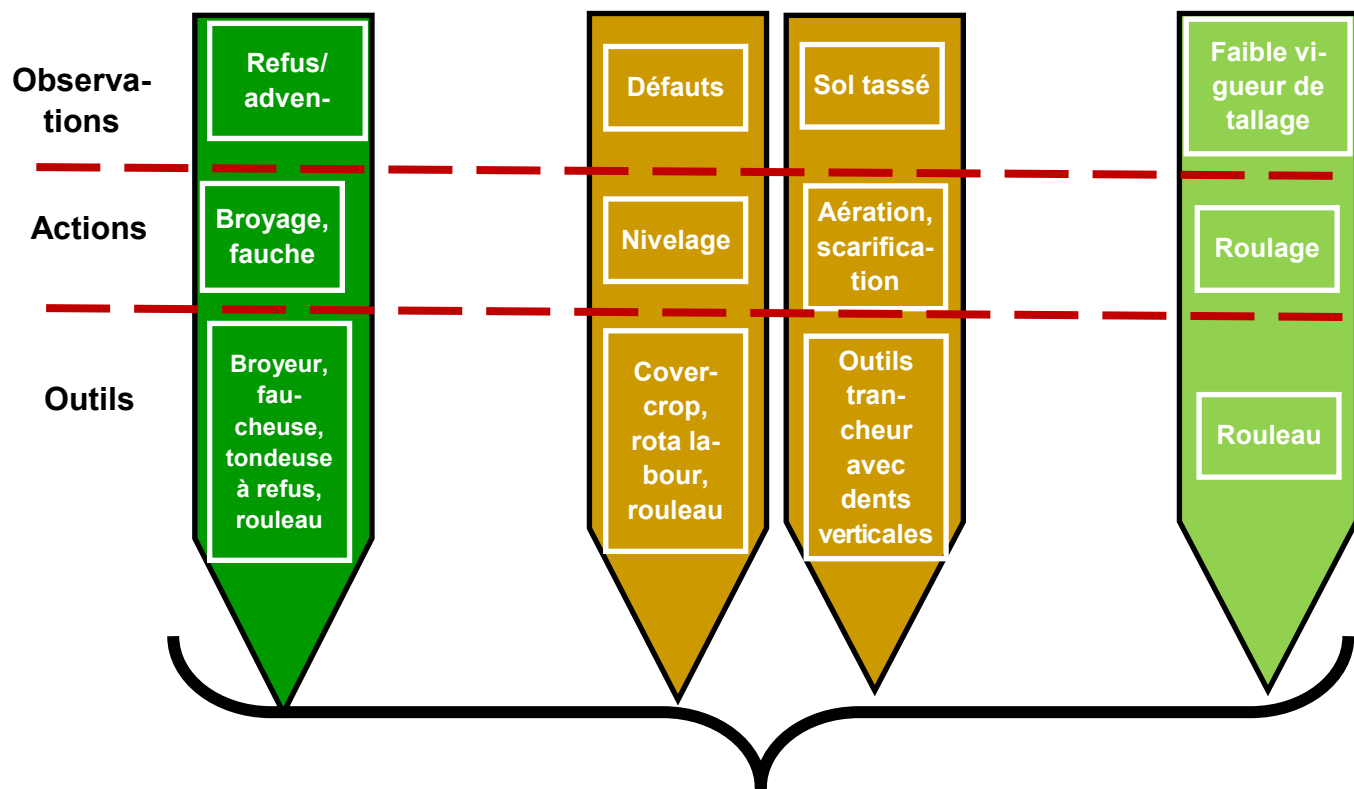 Observa-
tions
Refus/
adven-
Défauts
Sol tassé
Faible vi-
gueur de
tallage
Actions
Broyage,
fauche
Nivelage
Aération,
scarifica-
tion
Roulage
Outils
Broyeur,
fau-
cheuse,
tondeuse
à refus,
rouleau
Cover-
crop,
rota la-
bour,
rouleau
Outils
tran-
cheur
avec
dents
verticales
Rouleau